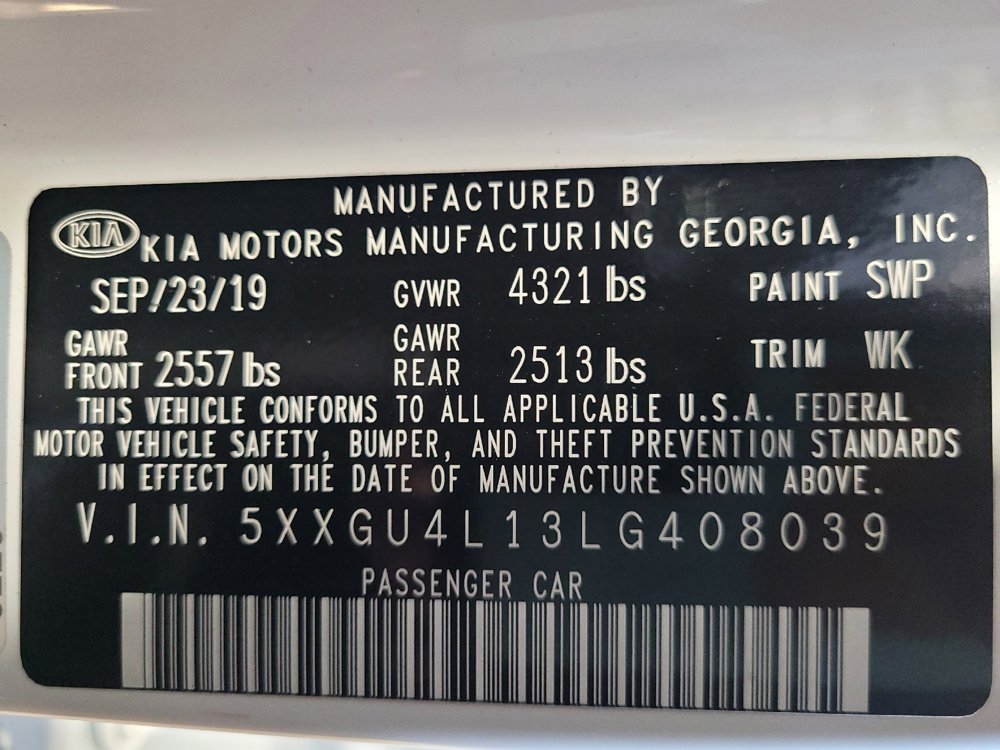 MANUFACTURED BY
KIA KIA MOTORS MANUFACTURING GEORGIA, INC.
SEP/23/19 GVWR 4321 lbs PAINT SWP
GAWR FRONT 2557 lbs GAWR REAR 2513 lbs TRIM WK
THIS VEHICLE CONFORMS TO ALL APPLICABLE U.S.A. FEDERAL
MOTOR VEHICLE SAFETY, BUMPER, AND THEFT PREVENTION STANDARDS
IN EFFECT ON THE DATE OF MANUFACTURE SHOWN ABOVE.
V.I.N. 5XXGU4L13LG408039
PASSENGER CAR